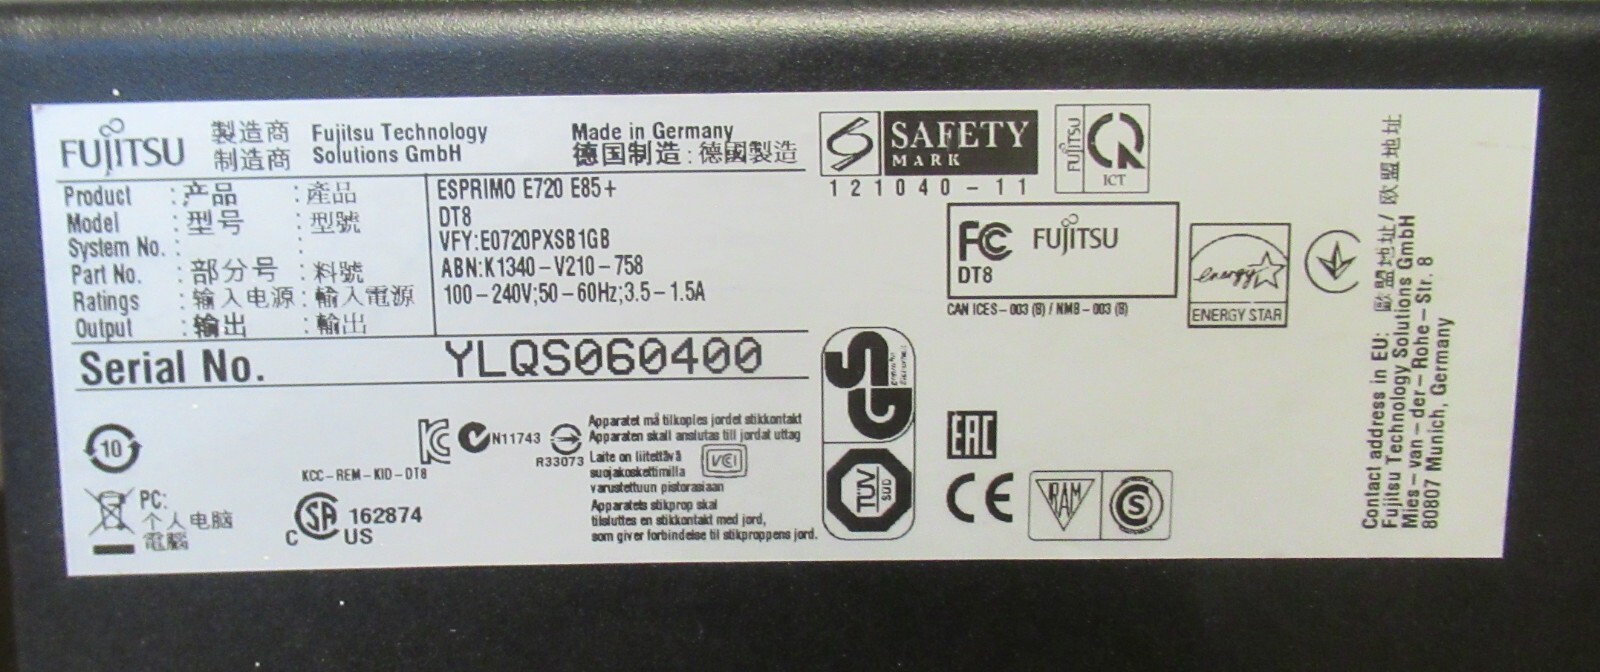 FUJITSU
製造商
制造商
Fujitsu Technology
Solutions GmbH
Made in Germany
德国制造 : 德國製造
Product : 产品 : 產品 ESPRIMO E720 E85+
Model : 型号 : 型號 DT8
System No. : : VFY:E0720PXSB1GB
Part No. : 部分号 : 料號 ABN:K1340-V210-758
Ratings : 输入电源 : 輸入電源 100-240V;50-60Hz;3.5-1.5A
Output : 输出 : 輸出
Serial No. YLQS060400
SAFETY
MARK
121040-11
FUJITSU
ICT
FC FUJITSU
DT8
CAN ICES-003 (B) / NMB-003 (B)
energy
ENERGY STAR
10
KCC-REM-KID-DT8
N11743
R33073
Apparatet må tilkoples jordet stikkontakt
Apparaten skall anslutas till jordat uttag
Laite on liitettävä
suojakoskettimilla
varustettuun pistorasiaan
Apparatets stikprop skal
tilsluttes en stikkontakt med jord,
som giver forbindelse til stikproppens jord.
VCI
PC:
个人电脑
電腦
C SA US 162874
GS
geprüfte
Sicherheit
TÜV
SÜD
EAC
CE
RAM
S
Contact address in EU: 歐盟地址/ 欧盟地址
Fujitsu Technology Solutions GmbH
Mies-van-der-Rohe-Str. 8
80807 Munich, Germany